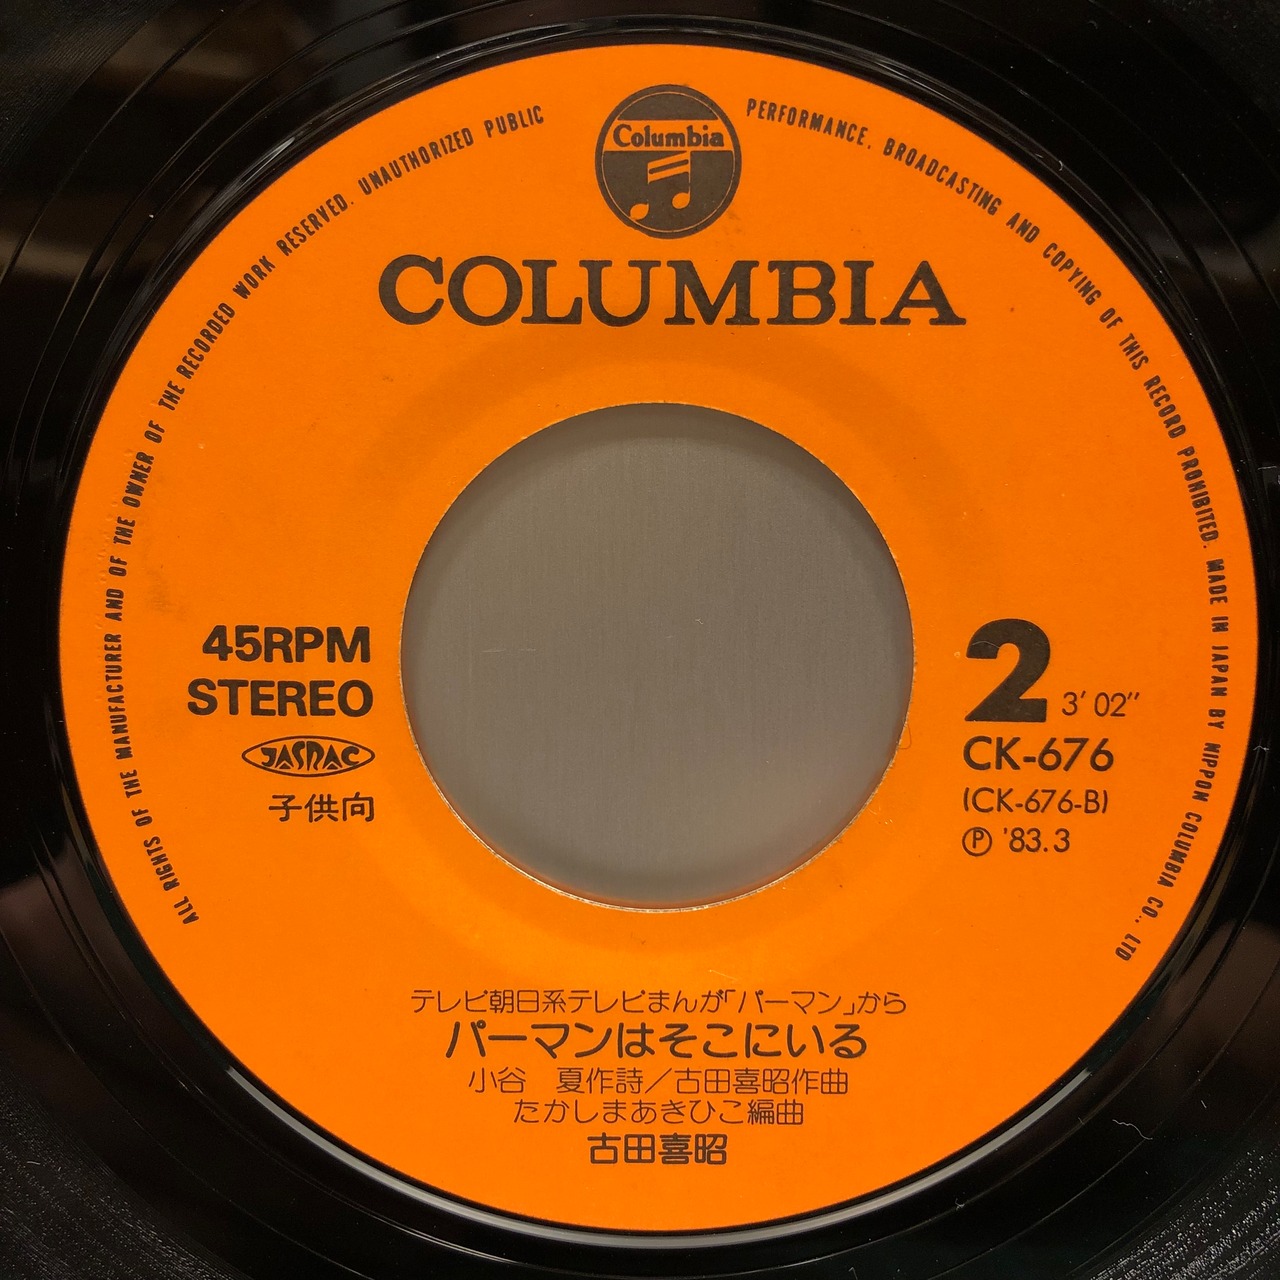 ALL RIGHTS OF THE MANUFACTURER AND OF THE OWNER OF THE RECORDED WORK RESERVED. UNAUTHORIZED PUBLIC PERFORMANCE, BROADCASTING AND COPYING OF THIS RECORD PROHIBITED. MADE IN JAPAN BY NIPPON COLUMBIA CO., LTD
Columbia
COLUMBIA
45RPM
STEREO
JASRAC
子供向
2 3′02″
CK-676
(CK-676-B)
Ⓟ '83.3
テレビ朝日系テレビまんが「パーマン」から
パーマンはそこにいる
小谷 夏作詩/古田喜昭作曲
たかしまあきひこ編曲
古田喜昭